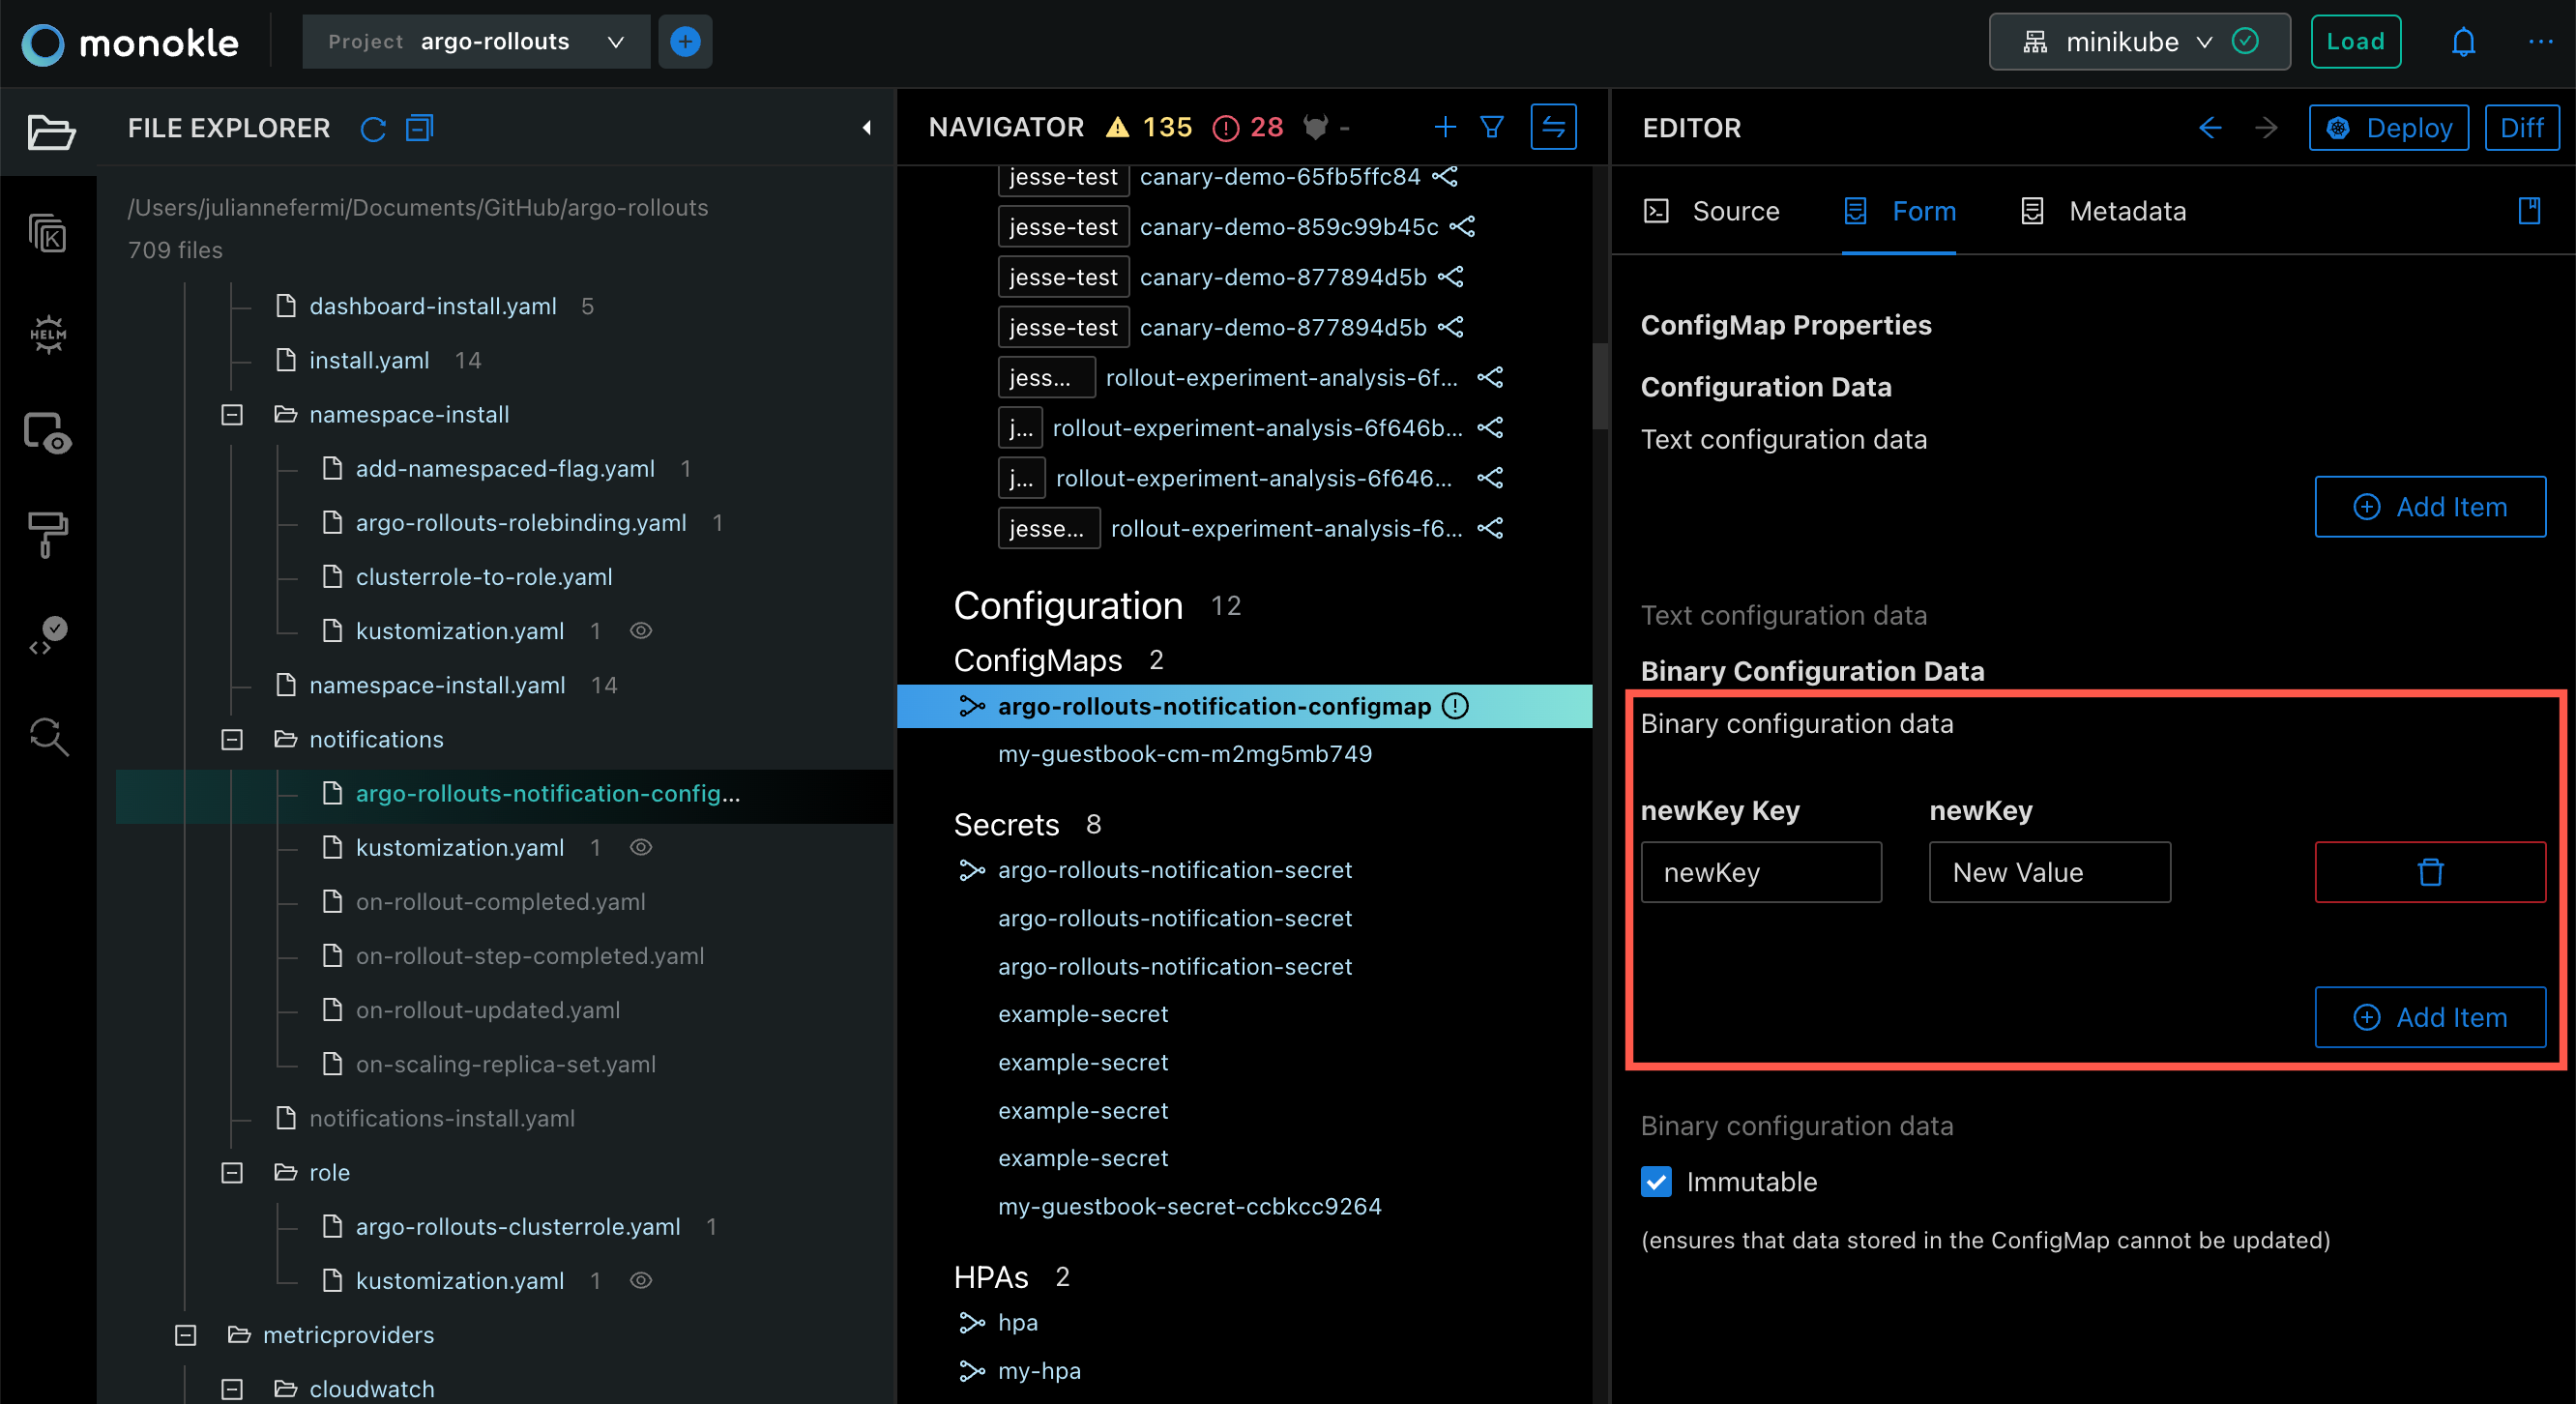 monokle
Project argo-rollouts
minikube
Load
FILE EXPLORER
/Users/juliannefermi/Documents/GitHub/argo-rollouts
709 files
dashboard-install.yaml 5
install.yaml 14
namespace-install
add-namespaced-flag.yaml 1
argo-rollouts-rolebinding.yaml 1
clusterrole-to-role.yaml
kustomization.yaml 1
namespace-install.yaml 14
notifications
argo-rollouts-notification-config...
kustomization.yaml 1
on-rollout-completed.yaml
on-rollout-step-completed.yaml
on-rollout-updated.yaml
on-scaling-replica-set.yaml
notifications-install.yaml
role
argo-rollouts-clusterrole.yaml 1
kustomization.yaml 1
metricproviders
cloudwatch
HELM
K
NAVIGATOR 135 28 -
jesse-test canary-demo-65fb5ffc84
jesse-test canary-demo-859c99b45c
jesse-test canary-demo-877894d5b
jesse-test canary-demo-877894d5b
jess... rollout-experiment-analysis-6f...
j... rollout-experiment-analysis-6f646b...
j... rollout-experiment-analysis-6f646...
jesse... rollout-experiment-analysis-f6...
Configuration 12
ConfigMaps 2
argo-rollouts-notification-configmap
my-guestbook-cm-m2mg5mb749
Secrets 8
argo-rollouts-notification-secret
argo-rollouts-notification-secret
argo-rollouts-notification-secret
example-secret
example-secret
example-secret
example-secret
my-guestbook-secret-ccbkcc9264
HPAs 2
hpa
my-hpa
EDITOR
Deploy
Diff
Source Form Metadata
ConfigMap Properties
Configuration Data
Text configuration data
Add Item
Text configuration data
Binary Configuration Data
Binary configuration data
newKey Key newKey
newKey New Value
Add Item
Binary configuration data
Immutable
(ensures that data stored in the ConfigMap cannot be updated)